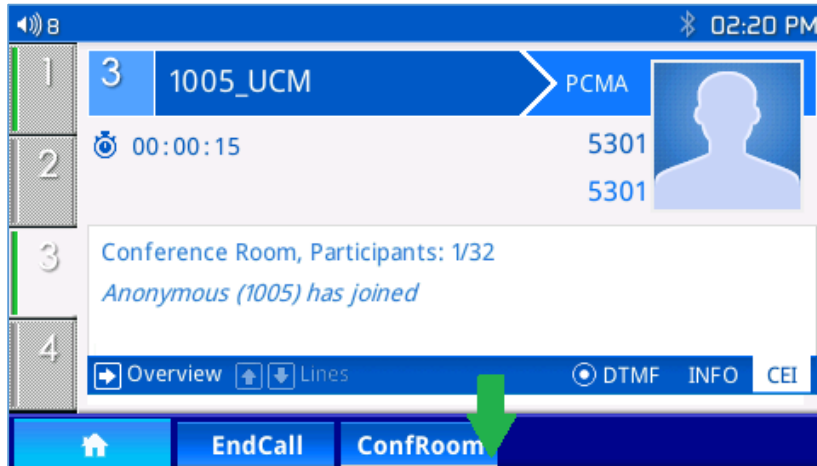 8 02:20 PM
1 3 1005_UCM PCMA
00:00:15 5301
2 5301
3 Conference Room, Participants: 1/32
Anonymous (1005) has joined
4
Overview Lines DTMF INFO CEI
EndCall ConfRoom